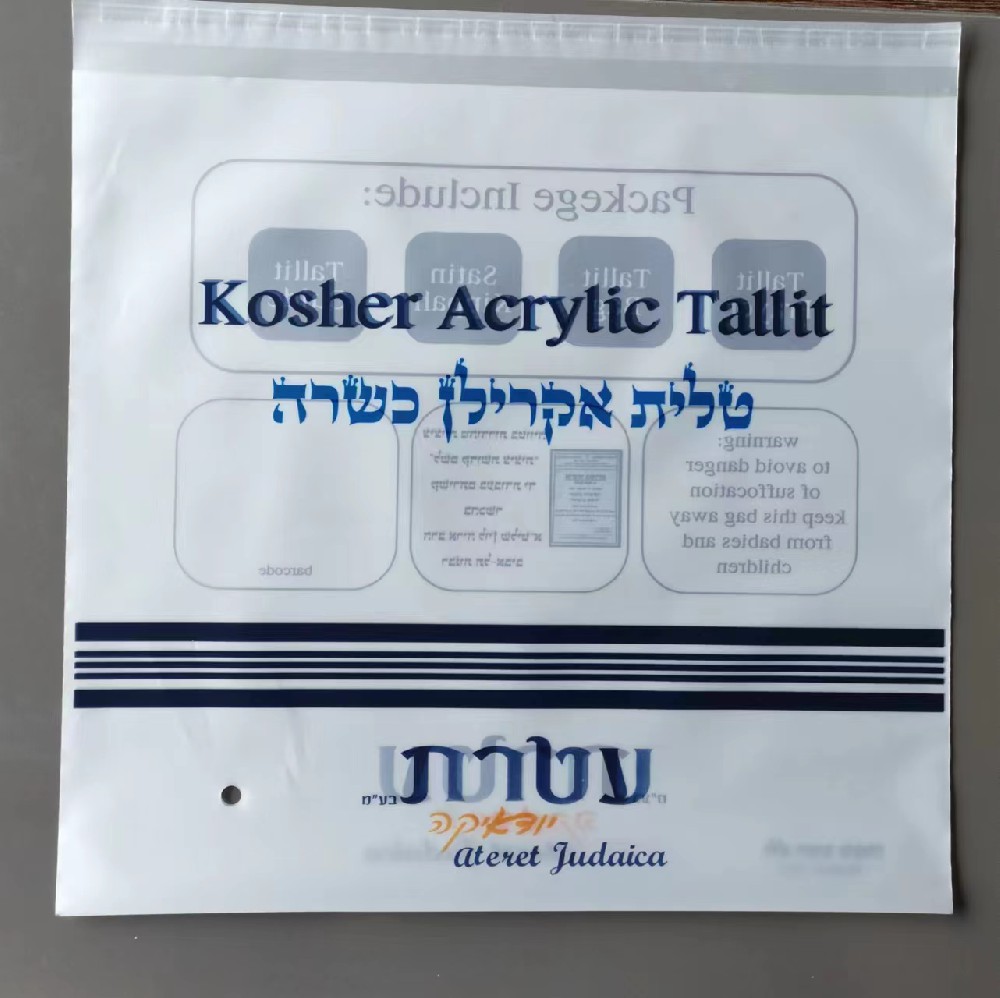 Packege Include:
Tallit Tallit Satin Tallit
Kosher Acrylic Tallit
טלית אקרילן כשרה
warning:
to avoid danger
of suffocation
keep this bag away
from babies and
children
barcode
עטרת בע"מ
יודאיקה
Ateret Judaica